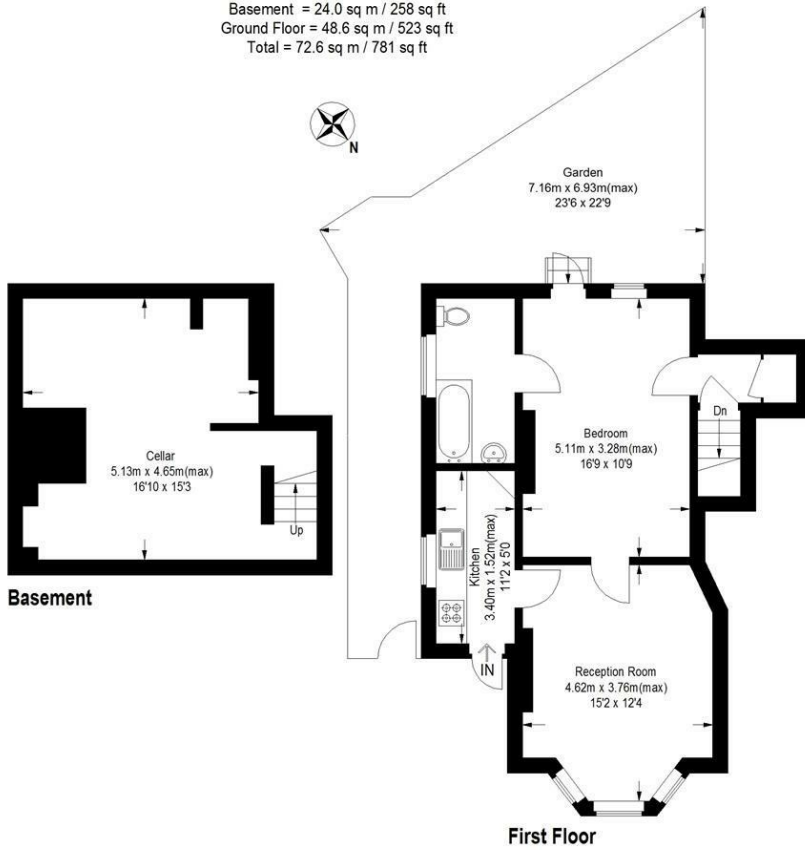 Basement = 24.0 sq m / 258 sq ft
Ground Floor = 48.6 sq m / 523 sq ft
Total = 72.6 sq m / 781 sq ft
N
Garden
7.16m x 6.93m(max)
23'6 x 22'9
Cellar
5.13m x 4.65m(max)
16'10 x 15'3
Up
Basement
Bedroom
5.11m x 3.28m(max)
16'9 x 10'9
Dn
Kitchen
3.40m x 1.52m(max)
11'2 x 5'0
IN
Reception Room
4.62m x 3.76m(max)
15'2 x 12'4
First Floor